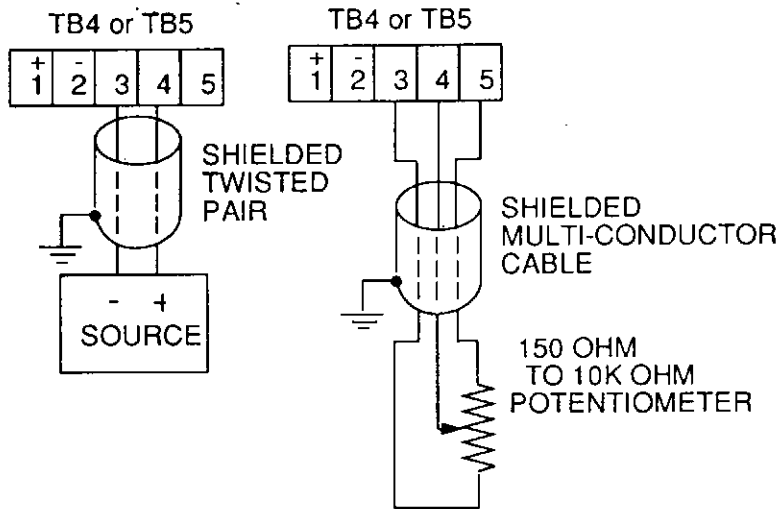 TB4 or TB5
+ -
1 2 3 4 5
SHIELDED
TWISTED
PAIR
- +
SOURCE
TB4 or TB5
+ -
1 2 3 4 5
SHIELDED
MULTI-CONDUCTOR
CABLE
150 OHM
TO 10K OHM
POTENTIOMETER